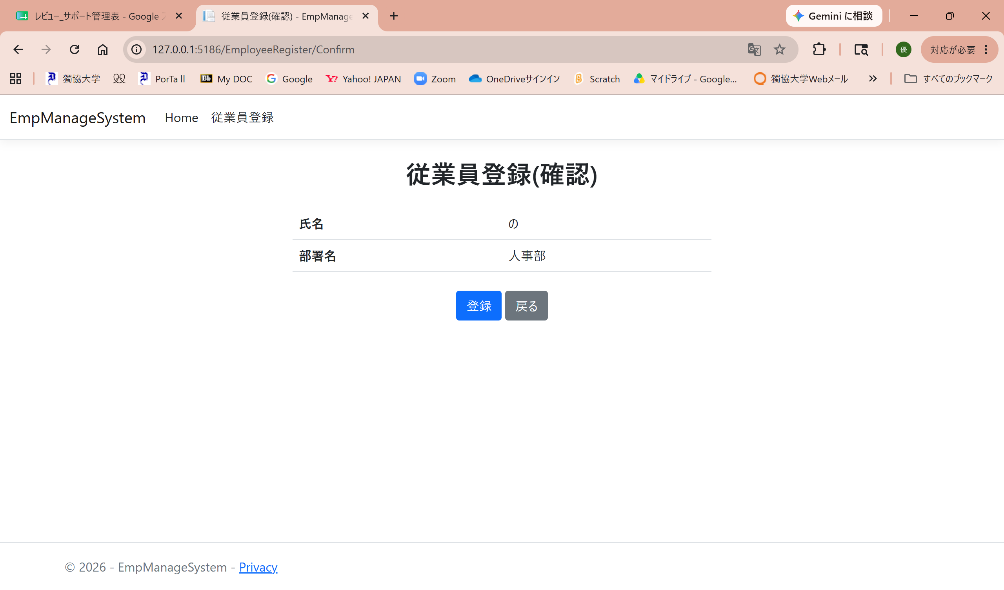 レビュー_サポート管理表 - Google
従業員登録(確認) - EmpManage
Gemini に相談
127.0.0.1:5186/EmployeeRegister/Confirm
優
対応が必要
獨協大学
PorTa II
My DOC
Google
Yahoo! JAPAN
Zoom
OneDriveサインイン
Scratch
マイドライブ - Google...
獨協大学Webメール
すべてのブックマーク
EmpManageSystem Home 従業員登録
従業員登録(確認)
氏名 の
部署名 人事部
登録 戻る
© 2026 - EmpManageSystem - Privacy